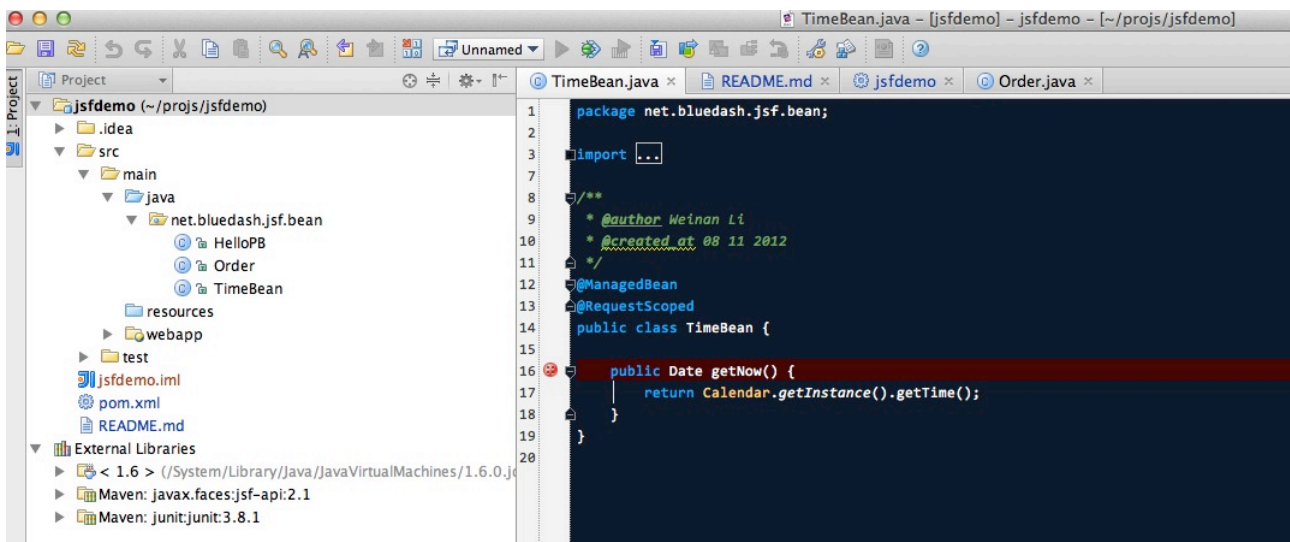 TimeBean.java – [jsfdemo] – jsfdemo – [~/projs/jsfdemo]
Unnamed
1: Project
Project
jsfdemo (~/projs/jsfdemo)
.idea
src
main
java
net.bluedash.jsf.bean
HelloPB
Order
TimeBean
resources
webapp
test
jsfdemo.iml
pom.xml
README.md
External Libraries
< 1.6 > (/System/Library/Java/JavaVirtualMachines/1.6.0.j
Maven: javax.faces:jsf-api:2.1
Maven: junit:junit:3.8.1
TimeBean.java README.md jsfdemo Order.java
1 package net.bluedash.jsf.bean;
2
3 import ...
7
8 /**
9 * @author Weinan Li
10 * @created_at 08 11 2012
11 */
12 @ManagedBean
13 @RequestScoped
14 public class TimeBean {
15
16 public Date getNow() {
17 return Calendar.getInstance().getTime();
18 }
19 }
20